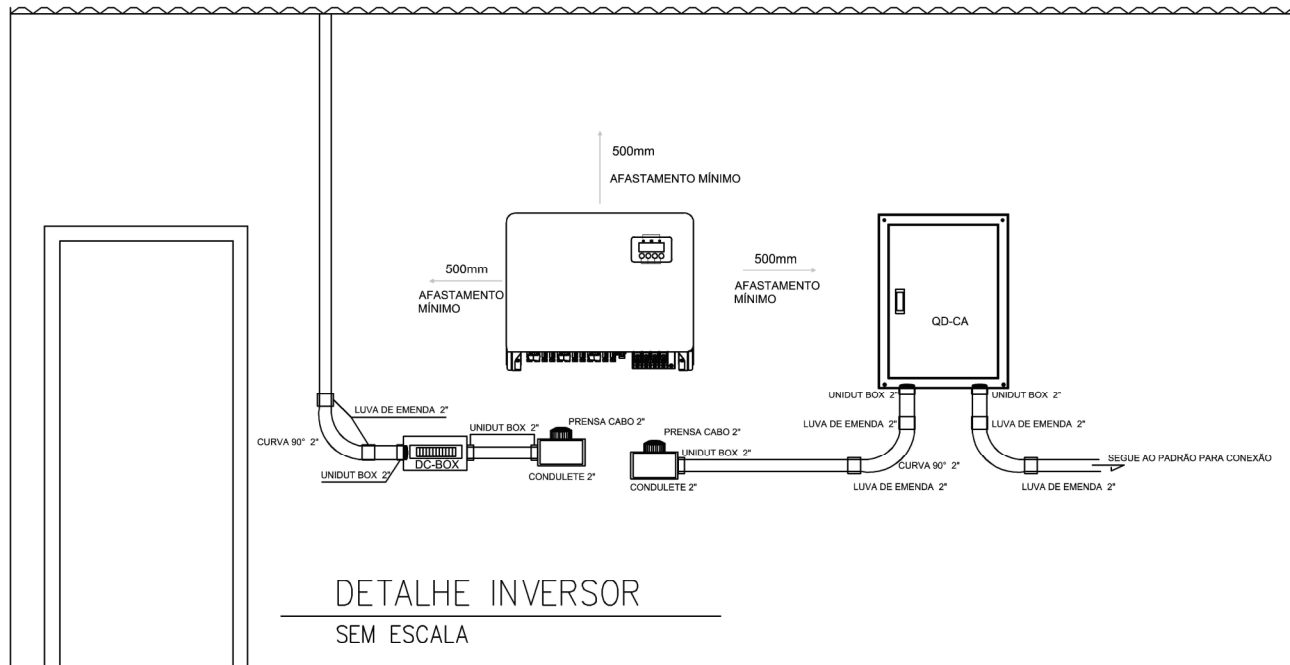 500mm
AFASTAMENTO MÍNIMO
500mm
AFASTAMENTO
MÍNIMO
500mm
AFASTAMENTO
MÍNIMO
QD-CA
UNIDUT BOX 2"
UNIDUT BOX 2"
LUVA DE EMENDA 2"
PRENSA CABO 2"
LUVA DE EMENDA 2"
LUVA DE EMENDA 2"
UNIDUT BOX 2"
CURVA 90° 2"
PRENSA CABO 2"
UNIDUT BOX 2"
SEGUE AO PADRÃO PARA CONEXÃO
DC-BOX
CURVA 90° 2"
UNIDUT BOX 2"
CONDULETE 2"
CONDULETE 2"
LUVA DE EMENDA 2"
LUVA DE EMENDA 2"
DETALHE INVERSOR
SEM ESCALA